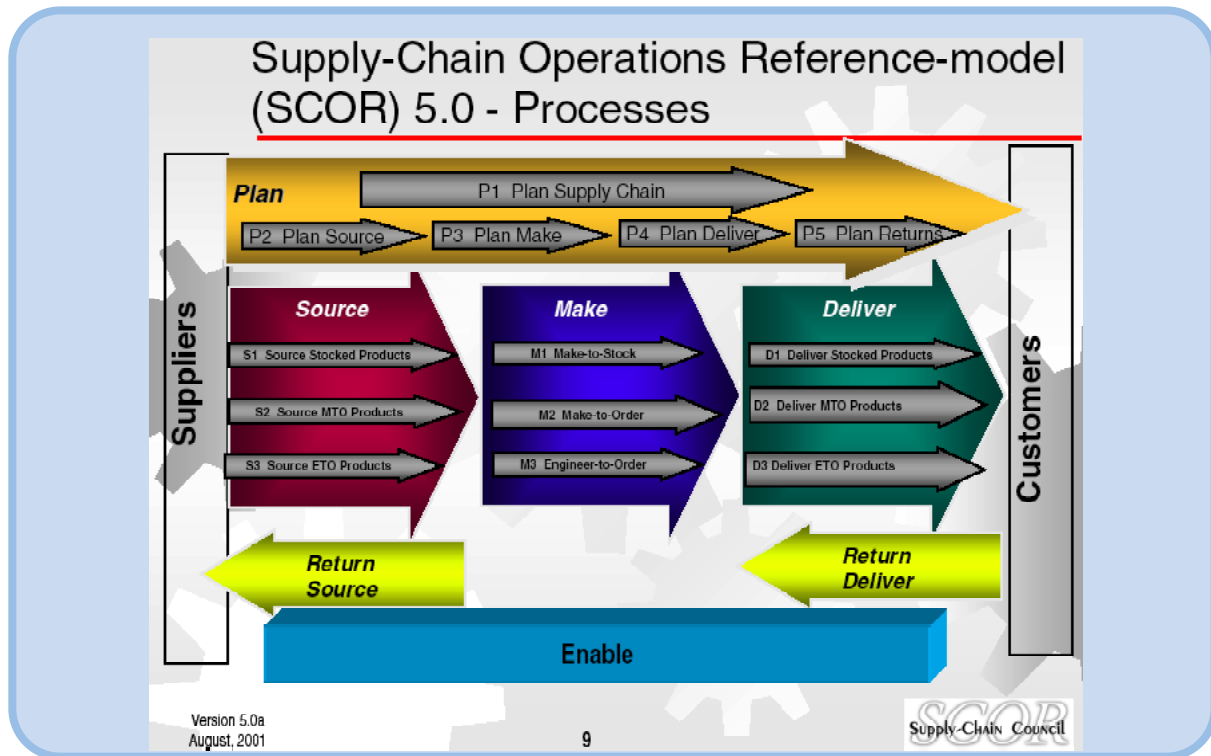 Supply-Chain Operations Reference-model
(SCOR) 5.0 - Processes
Suppliers
Plan
P1 Plan Supply Chain
P2 Plan Source
P3 Plan Make
P4 Plan Deliver
P5 Plan Returns
Source
S1 Source Stocked Products
S2 Source MTO Products
S3 Source ETO Products
Make
M1 Make-to-Stock
M2 Make-to-Order
M3 Engineer-to-Order
Deliver
D1 Deliver Stocked Products
D2 Deliver MTO Products
D3 Deliver ETO Products
Customers
Return
Source
Return
Deliver
Enable
Version 5.0a
August, 2001
9
SCOR
Supply-Chain Council